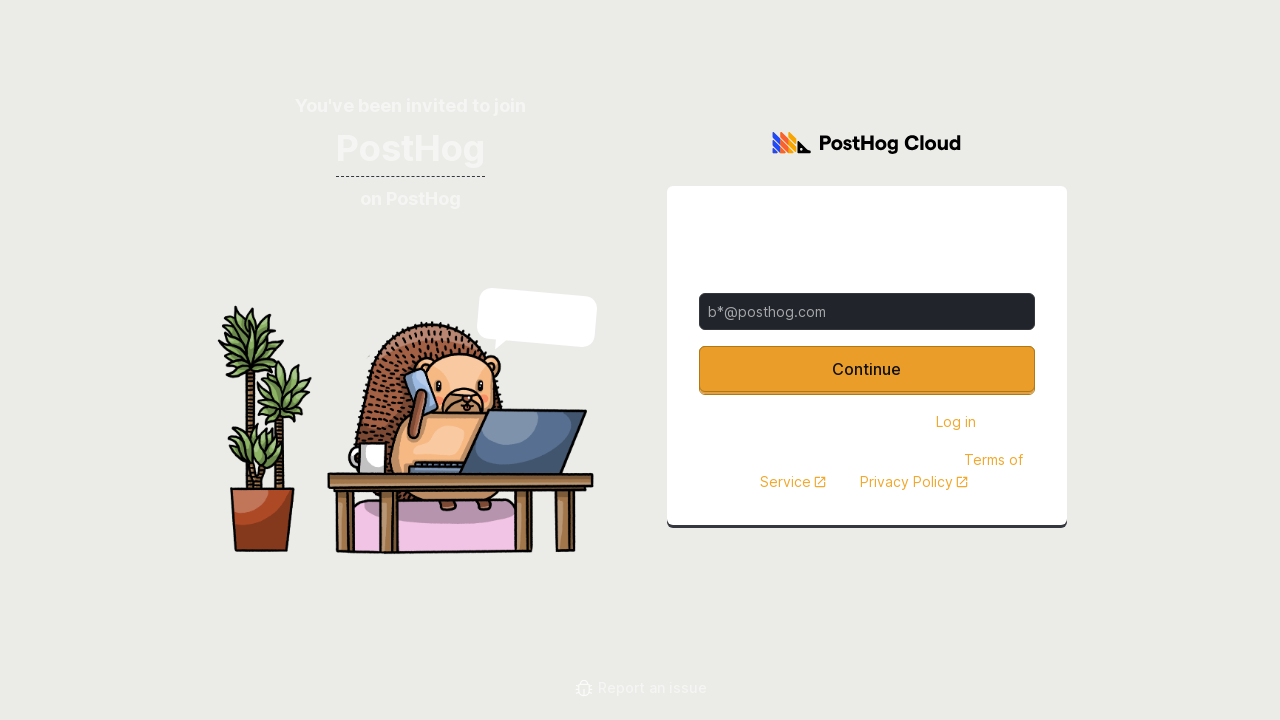 You've been invited to join
PostHog
on PostHog
PostHog Cloud
b*@posthog.com
Continue
Log in
Terms of
Service
Privacy Policy
Report an issue